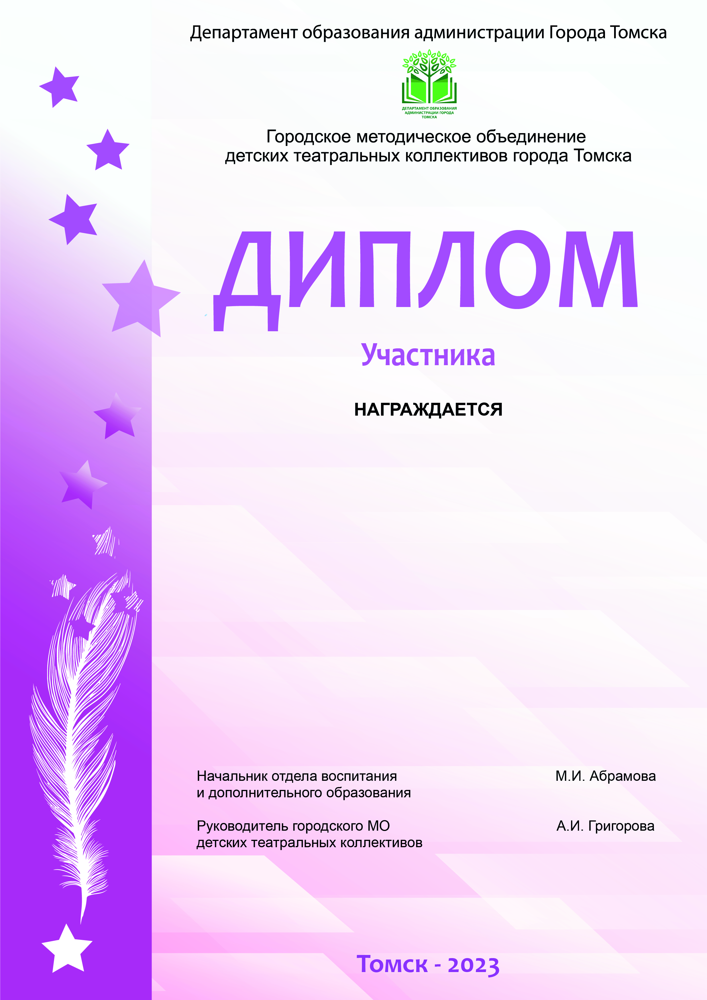 Департамент образования администрации Города Томска
ДЕПАРТАМЕНТ ОБРАЗОВАНИЯ
АДМИНИСТРАЦИИ ГОРОДА
ТОМСКА
Городское методическое объединение
детских театральных коллективов города Томска
ДИПЛОМ
Участника
НАГРАЖДАЕТСЯ
Начальник отдела воспитания М.И. Абрамова
и дополнительного образования
Руководитель городского МО А.И. Григорова
детских театральных коллективов
Томск - 2023